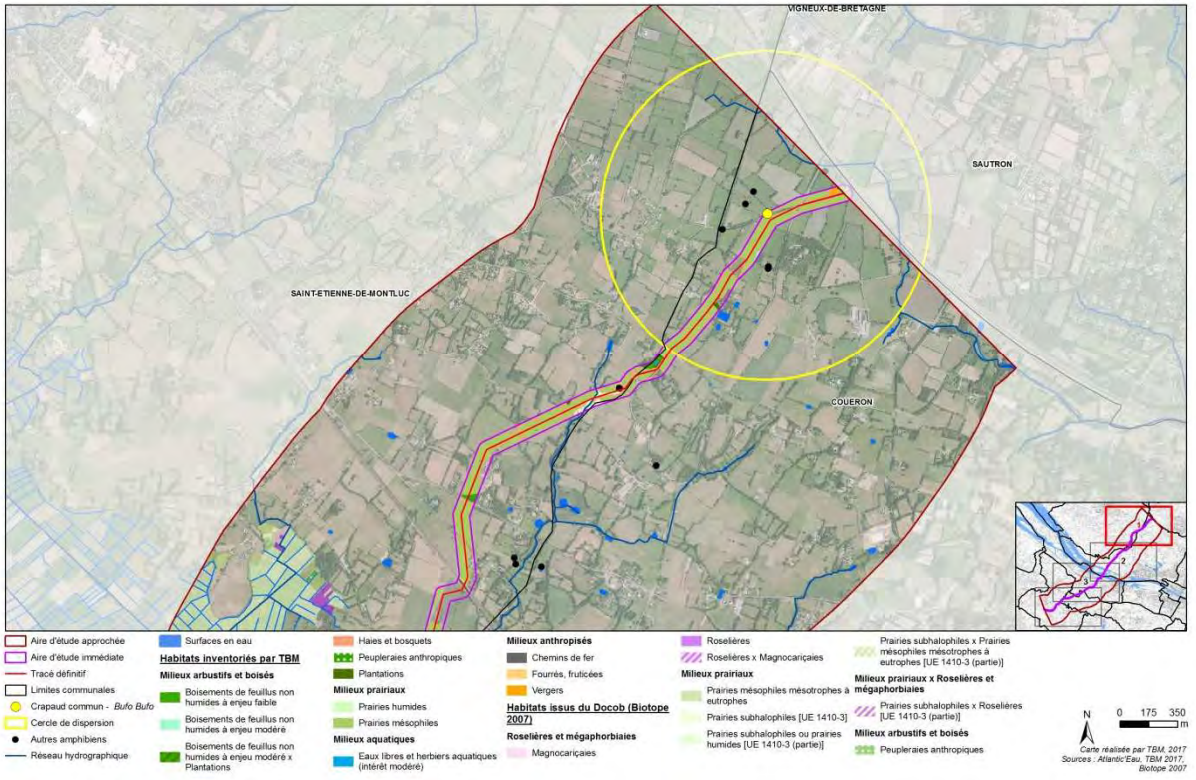 VIGNEUX-DE-BRETAGNE
SAUTRON
SAINT-ETIENNE-DE-MONTLUC
COUERON
1
2
3
Aire d'étude approchée
Aire d'étude immédiate
Tracé définitif
Limites communales
Crapaud commun - Bufo Bufo
Cercle de dispersion
Autres amphibiens
Réseau hydrographique
Surfaces en eau
Habitats inventoriés par TBM
Milieux arbustifs et boisés
Boisements de feuillus non
humides à enjeu faible
Boisements de feuillus non
humides à enjeu modéré
Boisements de feuillus non
humides à enjeu modéré x
Plantations
Haies et bosquets
Peupleraies anthropiques
Plantations
Milieux prairiaux
Prairies humides
Prairies mésophiles
Milieux aquatiques
Eaux libres et herbiers aquatiques
(intérêt modéré)
Milieux anthropisés
Chemins de fer
Fourrés, fruticées
Vergers
Habitats issus du Docob (Biotope
2007)
Roselières et mégaphorbiaies
Magnocariçaies
Roselières
Roselières x Magnocariçaies
Milieux prairiaux
Prairies mésophiles mésotrophes à
eutrophes
Prairies subhalophiles [UE 1410-3]
Prairies subhalophiles ou prairies
humides [UE 1410-3 (partie)]
Prairies subhalophiles x Prairies
mésophiles mésotrophes à
eutrophes [UE 1410-3 (partie)]
Milieux prairiaux x Roselières et
mégaphorbiaies
Prairies subhalophiles x Roselières
[UE 1410-3 (partie)]
Milieux arbustifs et boisés
Peupleraies anthropiques
N
0 175 350
m
Carte réalisée par TBM, 2017
Sources : Atlantic'Eau, TBM 2017,
Biotope 2007